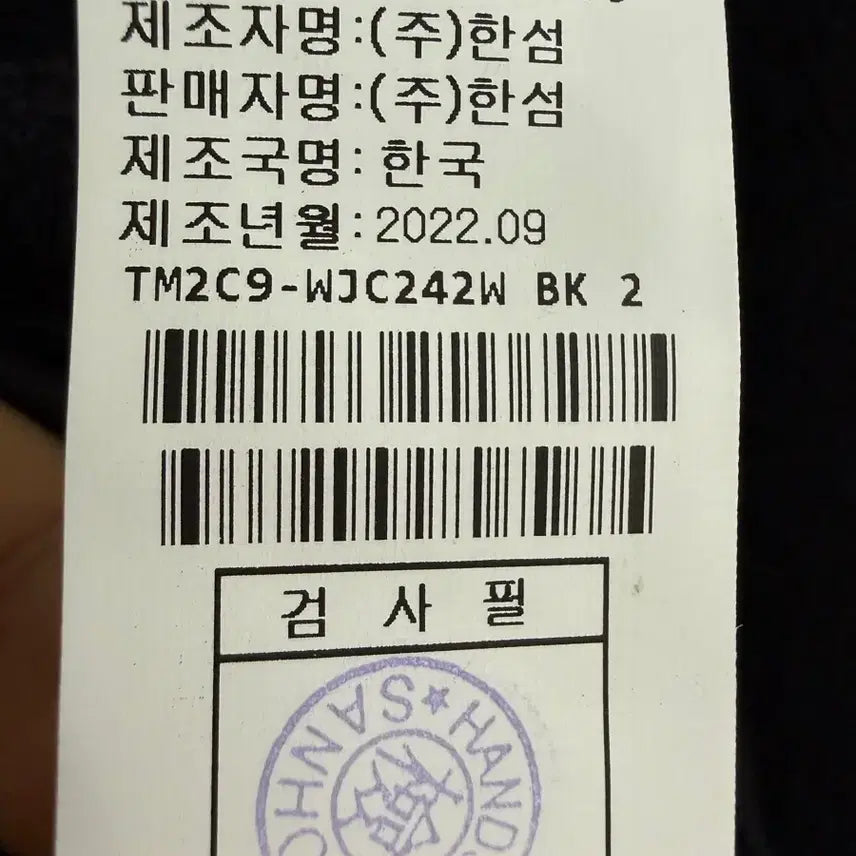 제조자명:(주)한섬
판매자명:(주)한섬
제조국명: 한국
제조년월: 2022.09
TM2C9-WJC242W BK 2
검 사 필